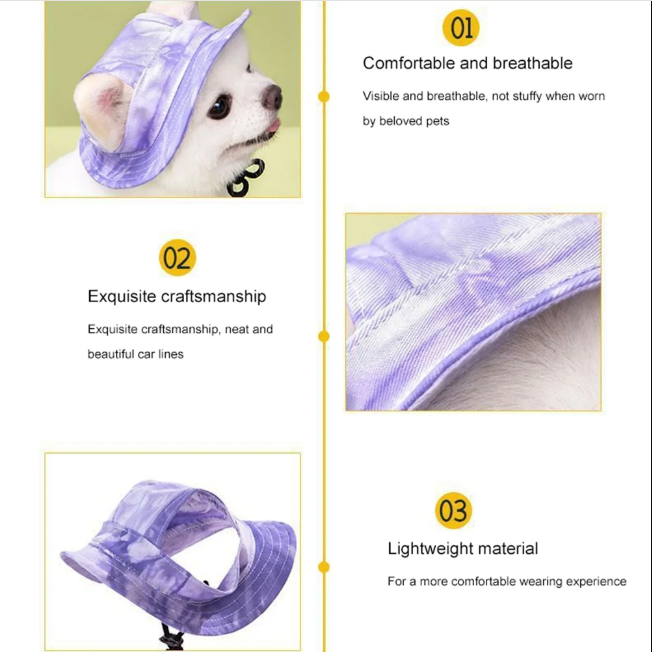 01
Comfortable and breathable
Visible and breathable, not stuffy when worn
by beloved pets
02
Exquisite craftsmanship
Exquisite craftsmanship, neat and
beautiful car lines
03
Lightweight material
For a more comfortable wearing experience